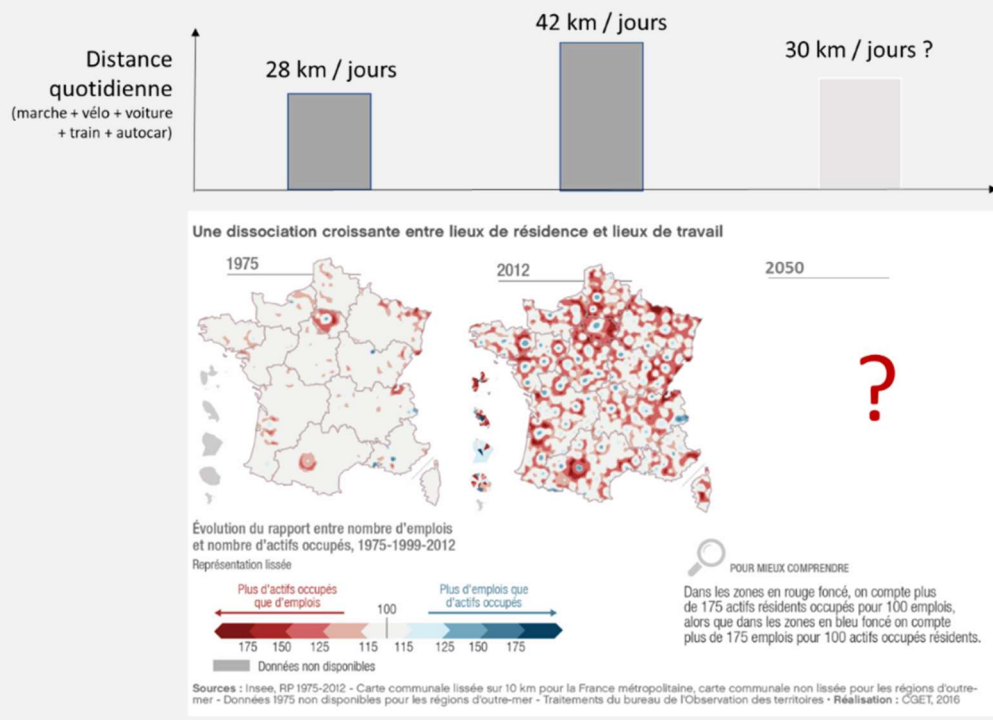 42 km / jours
30 km / jours ?
28 km / jours
Distance
quotidienne
(marche + vélo + voiture
+ train + autocar)
Une dissociation croissante entre lieux de résidence et lieux de travail
1975
2012
2050
?
Évolution du rapport entre nombre d'emplois
et nombre d'actifs occupés, 1975-1999-2012
Représentation lissée
Plus d'actifs occupés
que d'emplois
Plus d'emplois que
d'actifs occupés
100
175 150 125 115 115 125 150 175
Données non disponibles
POUR MIEUX COMPRENDRE
Dans les zones en rouge foncé, on compte plus
de 175 actifs résidents occupés pour 100 emplois,
alors que dans les zones en bleu foncé on compte
plus de 175 emplois pour 100 actifs occupés résidents.
Sources : Insee, RP 1975-2012 - Carte communale lissée sur 10 km pour la France métropolitaine, carte communale non lissée pour les régions d'outre-
mer - Données 1975 non disponibles pour les régions d'outre-mer - Traitements du bureau de l'Observation des territoires • Réalisation : CGET, 2016